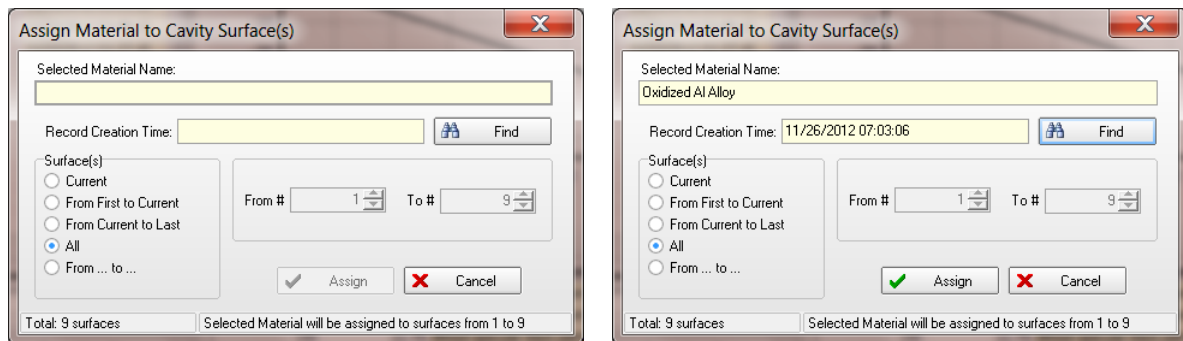 Assign Material to Cavity Surface(s)
Selected Material Name:
Record Creation Time:
Find
Surface(s)
Current
From First to Current
From Current to Last
All
From ... to ...
From # 1 To # 9
Assign
Cancel
Total: 9 surfaces
Selected Material will be assigned to surfaces from 1 to 9
Assign Material to Cavity Surface(s)
Selected Material Name:
Oxidized Al Alloy
Record Creation Time: 11/26/2012 07:03:06
Find
Surface(s)
Current
From First to Current
From Current to Last
All
From ... to ...
From # 1 To # 9
Assign
Cancel
Total: 9 surfaces
Selected Material will be assigned to surfaces from 1 to 9